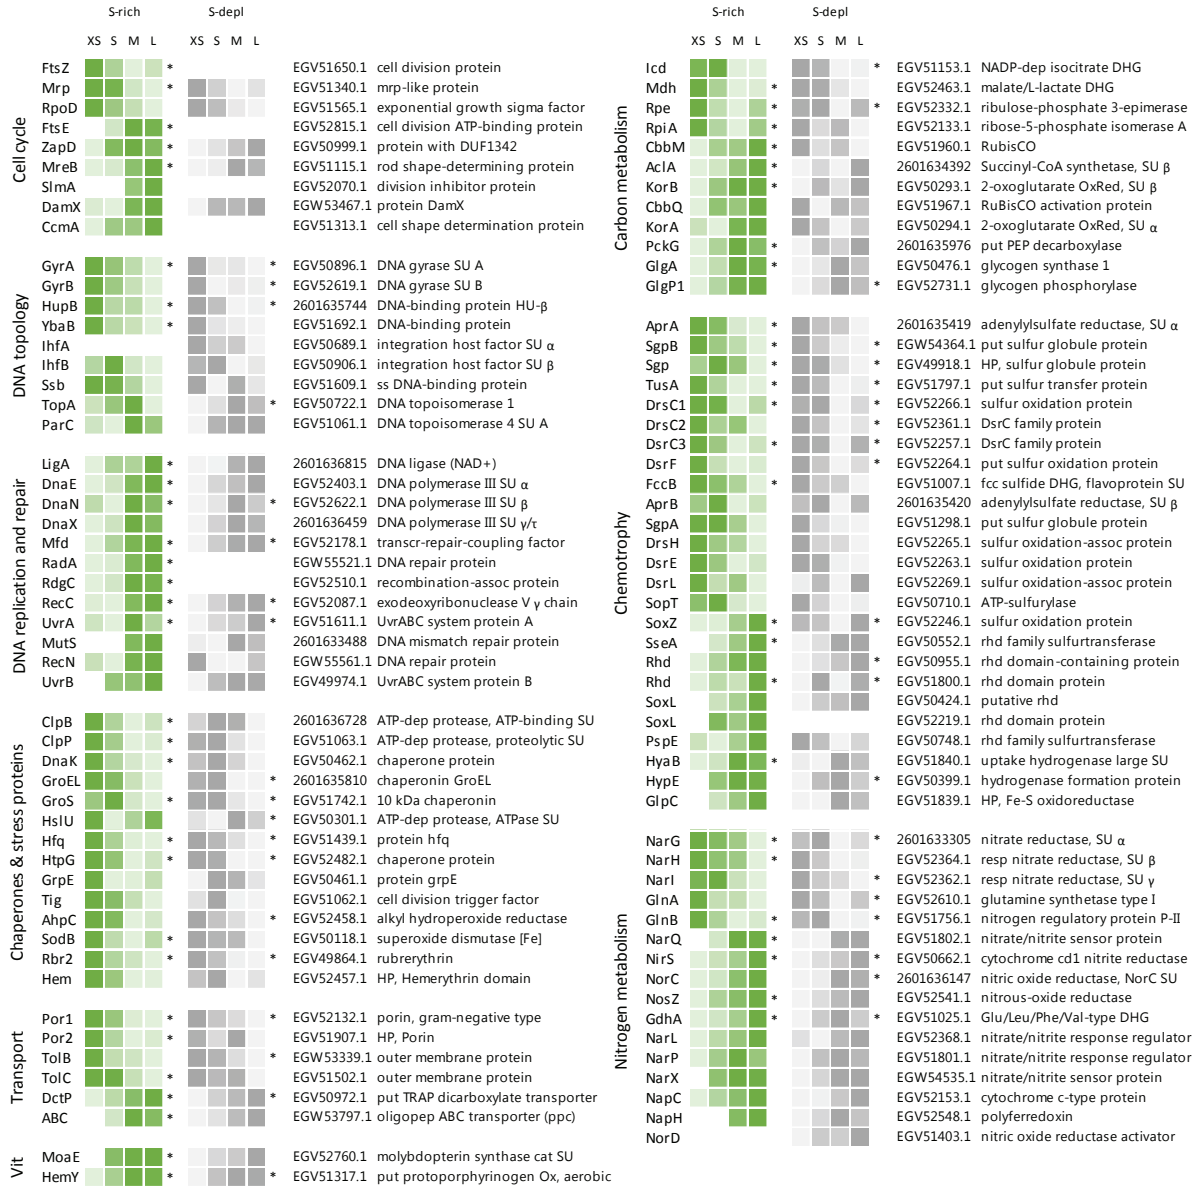 S-rich S-depl
XS S M L XS S M L
Cell cycle
FtsZ * EGV51650.1 cell division protein
Mrp * EGV51340.1 mrp-like protein
RpoD EGV51565.1 exponential growth sigma factor
FtsE * EGV52815.1 cell division ATP-binding protein
ZapD * EGV50999.1 protein with DUF1342
MreB * EGV51115.1 rod shape-determining protein
SlmA EGV52070.1 division inhibitor protein
DamX EGW53467.1 protein DamX
CcmA EGV51313.1 cell shape determination protein
DNA topology
GyrA * * EGV50896.1 DNA gyrase SU A
GyrB * EGV52619.1 DNA gyrase SU B
HupB * * 2601635744 DNA-binding protein HU-β
YbaB * EGV51692.1 DNA-binding protein
IhfA EGV50689.1 integration host factor SU α
IhfB EGV50906.1 integration host factor SU β
Ssb EGV51609.1 ss DNA-binding protein
TopA * EGV50722.1 DNA topoisomerase 1
ParC EGV51061.1 DNA topoisomerase 4 SU A
DNA replication and repair
LigA * 2601636815 DNA ligase (NAD+)
DnaE * EGV52403.1 DNA polymerase III SU α
DnaN * * EGV52622.1 DNA polymerase III SU β
DnaX 2601636459 DNA polymerase III SU γ/τ
Mfd * * EGV52178.1 transcr-repair-coupling factor
RadA * EGW55521.1 DNA repair protein
RdgC * EGV52510.1 recombination-assoc protein
RecC * * EGV52087.1 exodeoxyribonuclease V γ chain
UvrA * * EGV51611.1 UvrABC system protein A
MutS 2601633488 DNA mismatch repair protein
RecN EGW55561.1 DNA repair protein
UvrB EGV49974.1 UvrABC system protein B
Chaperones & stress proteins
ClpB * 2601636728 ATP-dep protease, ATP-binding SU
ClpP * EGV51063.1 ATP-dep protease, proteolytic SU
DnaK * EGV50462.1 chaperone protein
GroEL * 2601635810 chaperonin GroEL
GroS * * EGV51742.1 10 kDa chaperonin
HslU * EGV50301.1 ATP-dep protease, ATPase SU
Hfq * * EGV51439.1 protein hfq
HtpG * * EGV52482.1 chaperone protein
GrpE EGV50461.1 protein grpE
Tig EGV51062.1 cell division trigger factor
AhpC * EGV52458.1 alkyl hydroperoxide reductase
SodB * EGV50118.1 superoxide dismutase [Fe]
Rbr2 * * EGV49864.1 rubrerythrin
Hem EGV52457.1 HP, Hemerythrin domain
Transport
Por1 * * EGV52132.1 porin, gram-negative type
Por2 * EGV51907.1 HP, Porin
TolB * EGW53339.1 outer membrane protein
TolC * EGV51502.1 outer membrane protein
DctP * * EGV50972.1 put TRAP dicarboxylate transporter
ABC * EGW53797.1 oligopep ABC transporter (ppc)
Vit
MoaE * EGV52760.1 molybdopterin synthase cat SU
HemY * * EGV51317.1 put protoporphyrinogen Ox, aerobic
S-rich S-depl
XS S M L XS S M L
Carbon metabolism
Icd * EGV51153.1 NADP-dep isocitrate DHG
Mdh * EGV52463.1 malate/L-lactate DHG
Rpe * * EGV52332.1 ribulose-phosphate 3-epimerase
RpiA * EGV52133.1 ribose-5-phosphate isomerase A
CbbM * EGV51960.1 RubisCO
AclA * 2601634392 Succinyl-CoA synthetase, SU β
KorB * EGV50293.1 2-oxoglutarate OxRed, SU β
CbbQ EGV51967.1 RuBisCO activation protein
KorA EGV50294.1 2-oxoglutarate OxRed, SU α
PckG * 2601635976 put PEP decarboxylase
GlgA * EGV50476.1 glycogen synthase 1
GlgP1 * EGV52731.1 glycogen phosphorylase
Chemotrophy
AprA * 2601635419 adenylylsulfate reductase, SU α
SgpB * * EGW54364.1 put sulfur globule protein
Sgp * * EGV49918.1 HP, sulfur globule protein
TusA * * EGV51797.1 put sulfur transfer protein
DrsC1 * * EGV52266.1 sulfur oxidation protein
DrsC2 * EGV52361.1 DsrC family protein
DsrC3 * * EGV52257.1 DsrC family protein
DsrF * EGV52264.1 put sulfur oxidation protein
FccB * EGV51007.1 fcc sulfide DHG, flavoprotein SU
AprB 2601635420 adenylylsulfate reductase, SU β
SgpA EGV51298.1 put sulfur globule protein
DrsH EGV52265.1 sulfur oxidation-assoc protein
DsrE EGV52263.1 sulfur oxidation protein
DsrL EGV52269.1 sulfur oxidation-assoc protein
SopT EGV50710.1 ATP-sulfurylase
SoxZ * * EGV52246.1 sulfur oxidation protein
SseA * EGV50552.1 rhd family sulfurtransferase
Rhd * EGV50955.1 rhd domain-containing protein
Rhd * * EGV51800.1 rhd domain protein
SoxL EGV50424.1 putative rhd
SoxL EGV52219.1 rhd domain protein
PspE EGV50748.1 rhd family sulfurtransferase
HyaB * EGV51840.1 uptake hydrogenase large SU
HypE * EGV50399.1 hydrogenase formation protein
GlpC EGV51839.1 HP, Fe-S oxidoreductase
Nitrogen metabolism
NarG * 2601633305 nitrate reductase, SU α
NarH * EGV52364.1 resp nitrate reductase, SU β
NarI EGV52362.1 resp nitrate reductase, SU γ
GlnA * EGV52610.1 glutamine synthetase type I
GlnB * * EGV51756.1 nitrogen regulatory protein P-II
NarQ * EGV51802.1 nitrate/nitrite sensor protein
NirS * * EGV50662.1 cytochrome cd1 nitrite reductase
NorC * 2601636147 nitric oxide reductase, NorC SU
NosZ * EGV52541.1 nitrous-oxide reductase
GdhA * * EGV51025.1 Glu/Leu/Phe/Val-type DHG
NarL EGV52368.1 nitrate/nitrite response regulator
NarP EGV51801.1 nitrate/nitrite response regulator
NarX EGW54535.1 nitrate/nitrite sensor protein
NapC EGV52153.1 cytochrome c-type protein
NapH EGV52548.1 polyferredoxin
NorD EGV51403.1 nitric oxide reductase activator